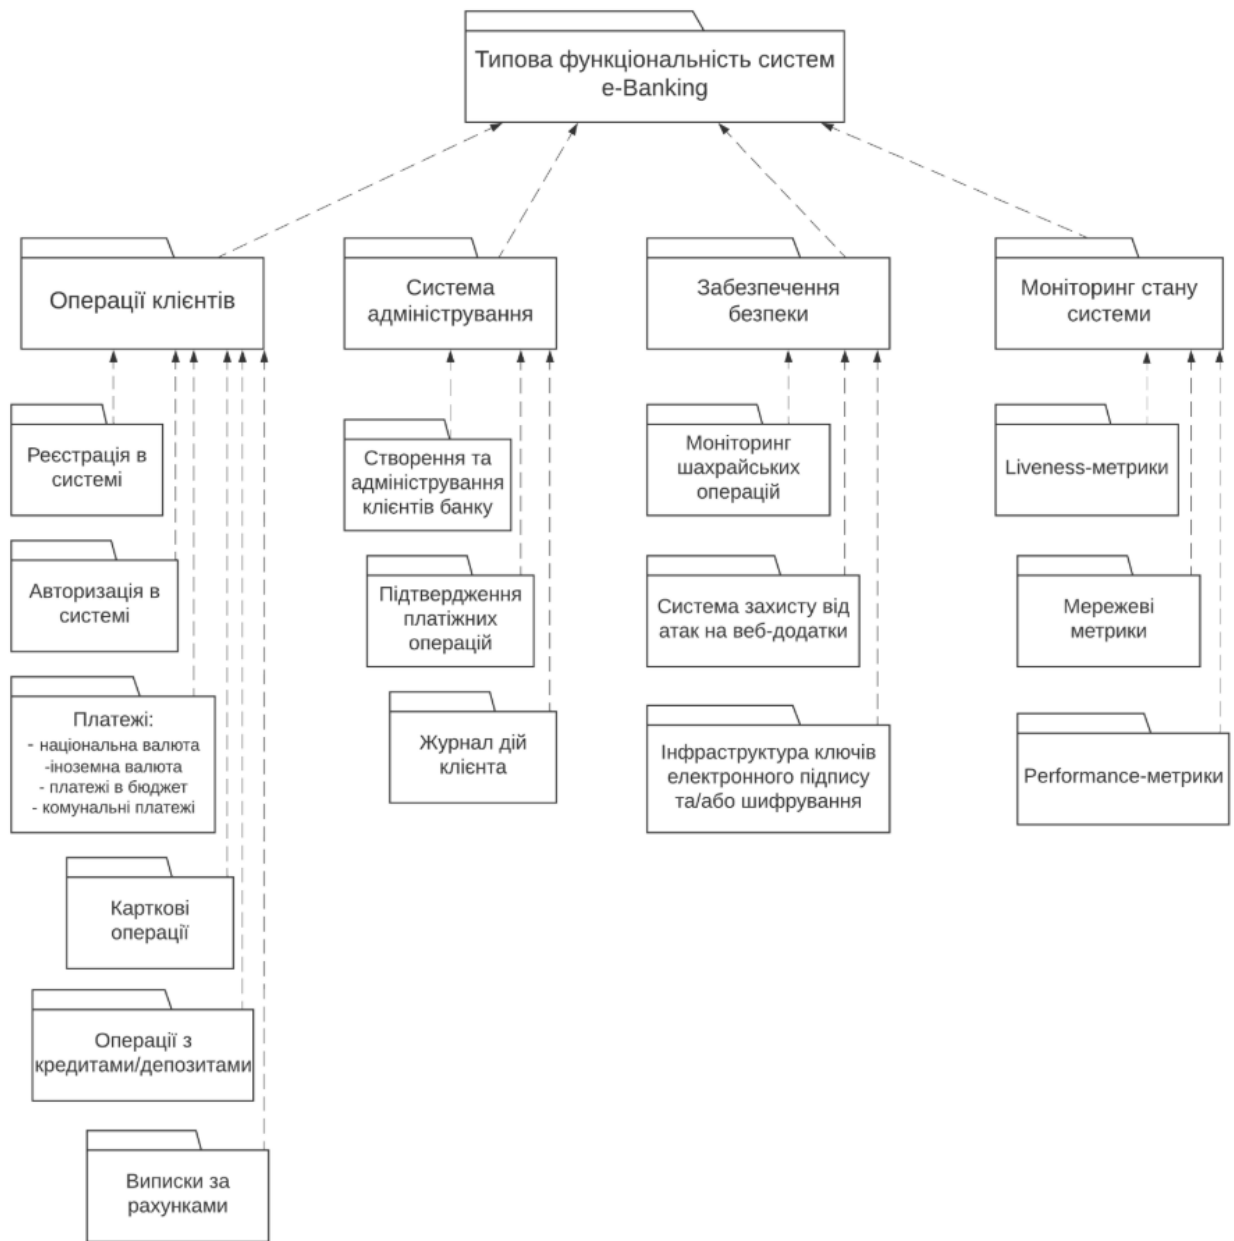 Типова функціональність систем
e-Banking
Операції клієнтів
Система
адміністрування
Забезпечення
безпеки
Моніторинг стану
системи
Реєстрація в
системі
Авторизація в
системі
Платежі:
- національна валюта
-іноземна валюта
- платежі в бюджет
- комунальні платежі
Карткові
операції
Операції з
кредитами/депозитами
Виписки за
рахунками
Створення та
адміністрування
клієнтів банку
Підтвердження
платіжних
операцій
Журнал дій
клієнта
Моніторинг
шахрайських
операцій
Система захисту від
атак на веб-додатки
Інфраструктура ключів
електронного підпису
та/або шифрування
Liveness-метрики
Мережеві
метрики
Performance-метрики